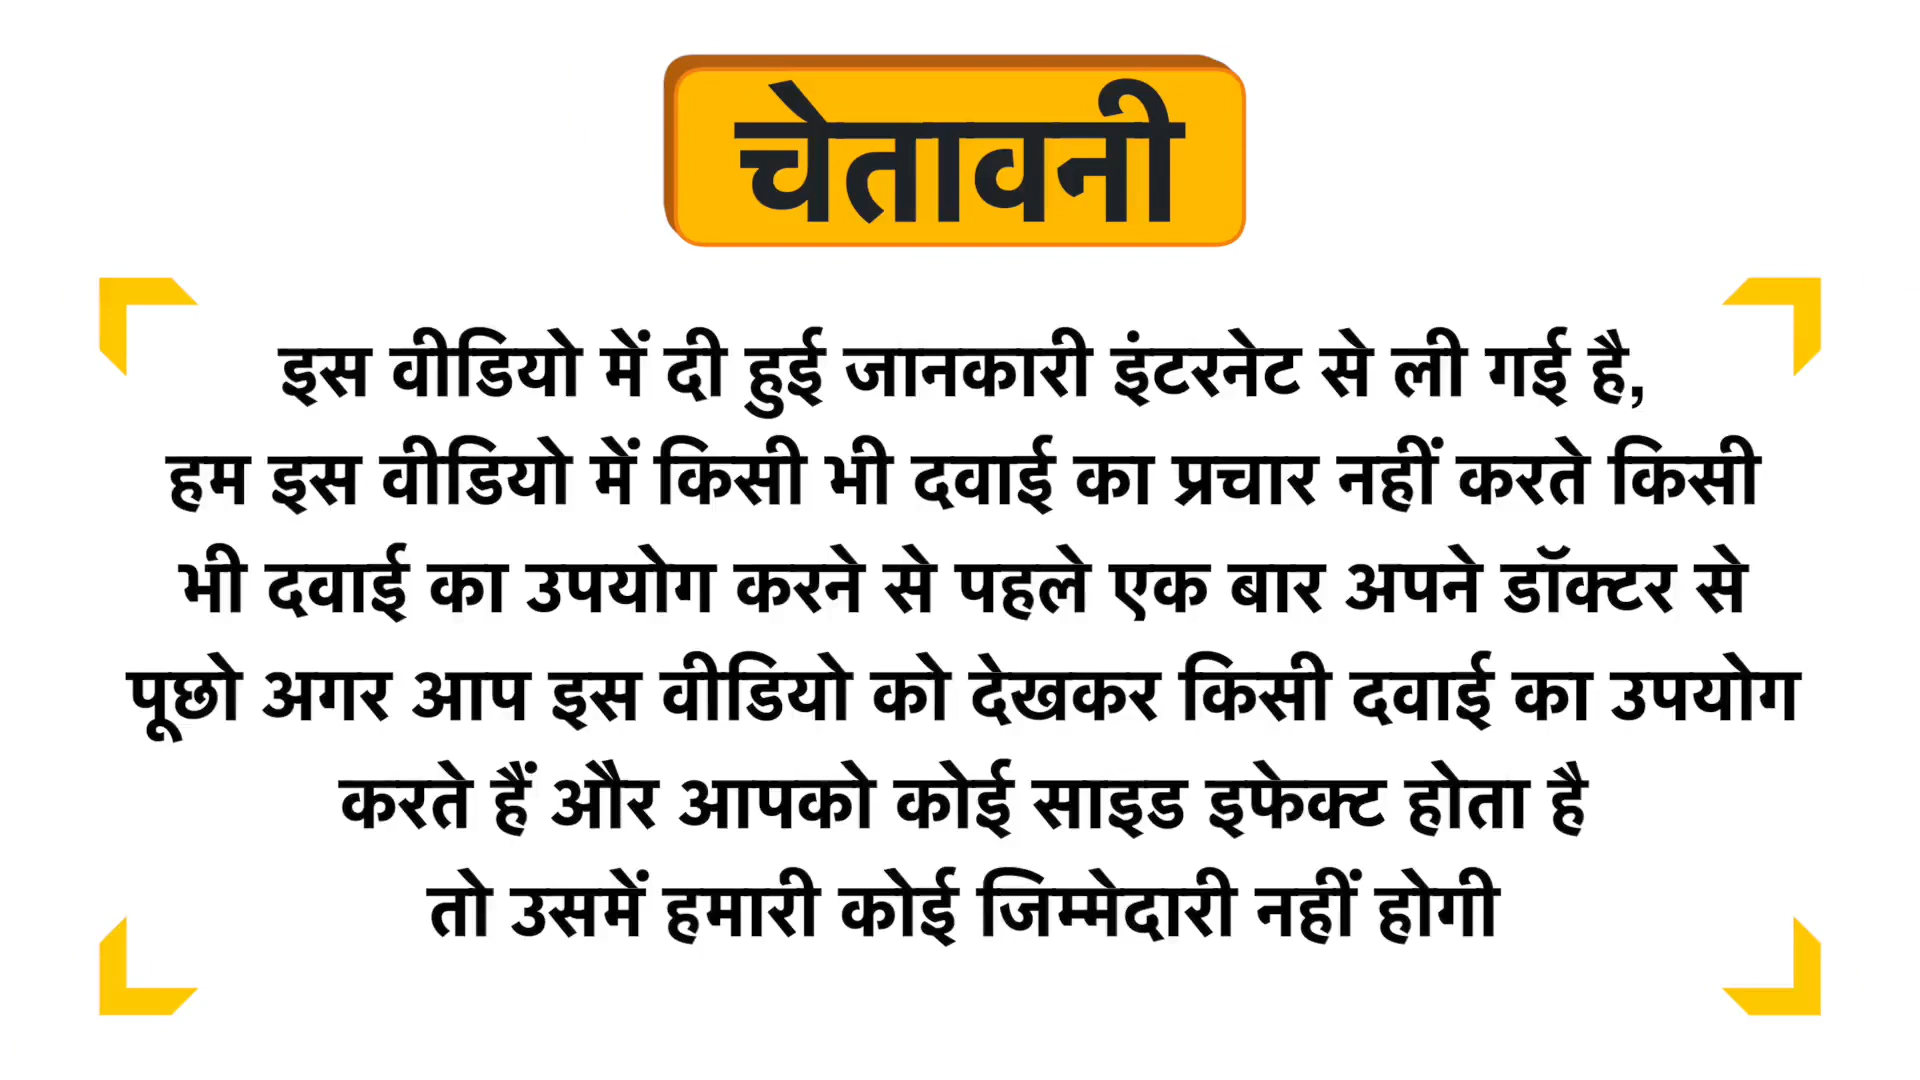 चेतावनी
इस वीडियो में दी हुई जानकारी इंटरनेट से ली गई है,
हम इस वीडियो में किसी भी दवाई का प्रचार नहीं करते किसी
भी दवाई का उपयोग करने से पहले एक बार अपने डॉक्टर से
पूछो अगर आप इस वीडियो को देखकर किसी दवाई का उपयोग
करते हैं और आपको कोई साइड इफेक्ट होता है
तो उसमें हमारी कोई जिम्मेदारी नहीं होगी